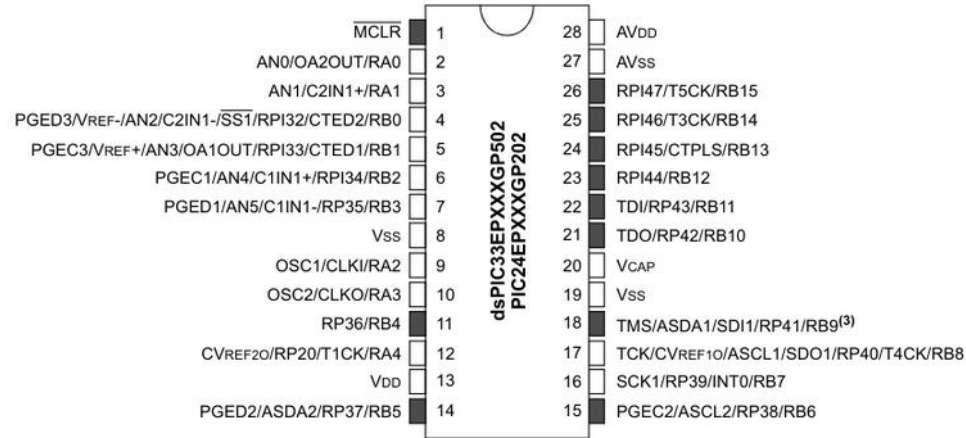 MCLR 1
AN0/OA2OUT/RA0 2
AN1/C2IN1+/RA1 3
PGED3/VREF-/AN2/C2IN1-/SS1/RPI32/CTED2/RB0 4
PGEC3/VREF+/AN3/OA1OUT/RPI33/CTED1/RB1 5
PGEC1/AN4/C1IN1+/RPI34/RB2 6
PGED1/AN5/C1IN1-/RP35/RB3 7
VSS 8
OSC1/CLKI/RA2 9
OSC2/CLKO/RA3 10
RP36/RB4 11
CVREF2O/RP20/T1CK/RA4 12
VDD 13
PGED2/ASDA2/RP37/RB5 14
dsPIC33EPXXXGP502
PIC24EPXXXGP202
28 AVDD
27 AVSS
26 RPI47/T5CK/RB15
25 RPI46/T3CK/RB14
24 RPI45/CTPLS/RB13
23 RPI44/RB12
22 TDI/RP43/RB11
21 TDO/RP42/RB10
20 VCAP
19 VSS
18 TMS/ASDA1/SDI1/RP41/RB9(3)
17 TCK/CVREF1O/ASCL1/SDO1/RP40/T4CK/RB8
16 SCK1/RP39/INT0/RB7
15 PGEC2/ASCL2/RP38/RB6